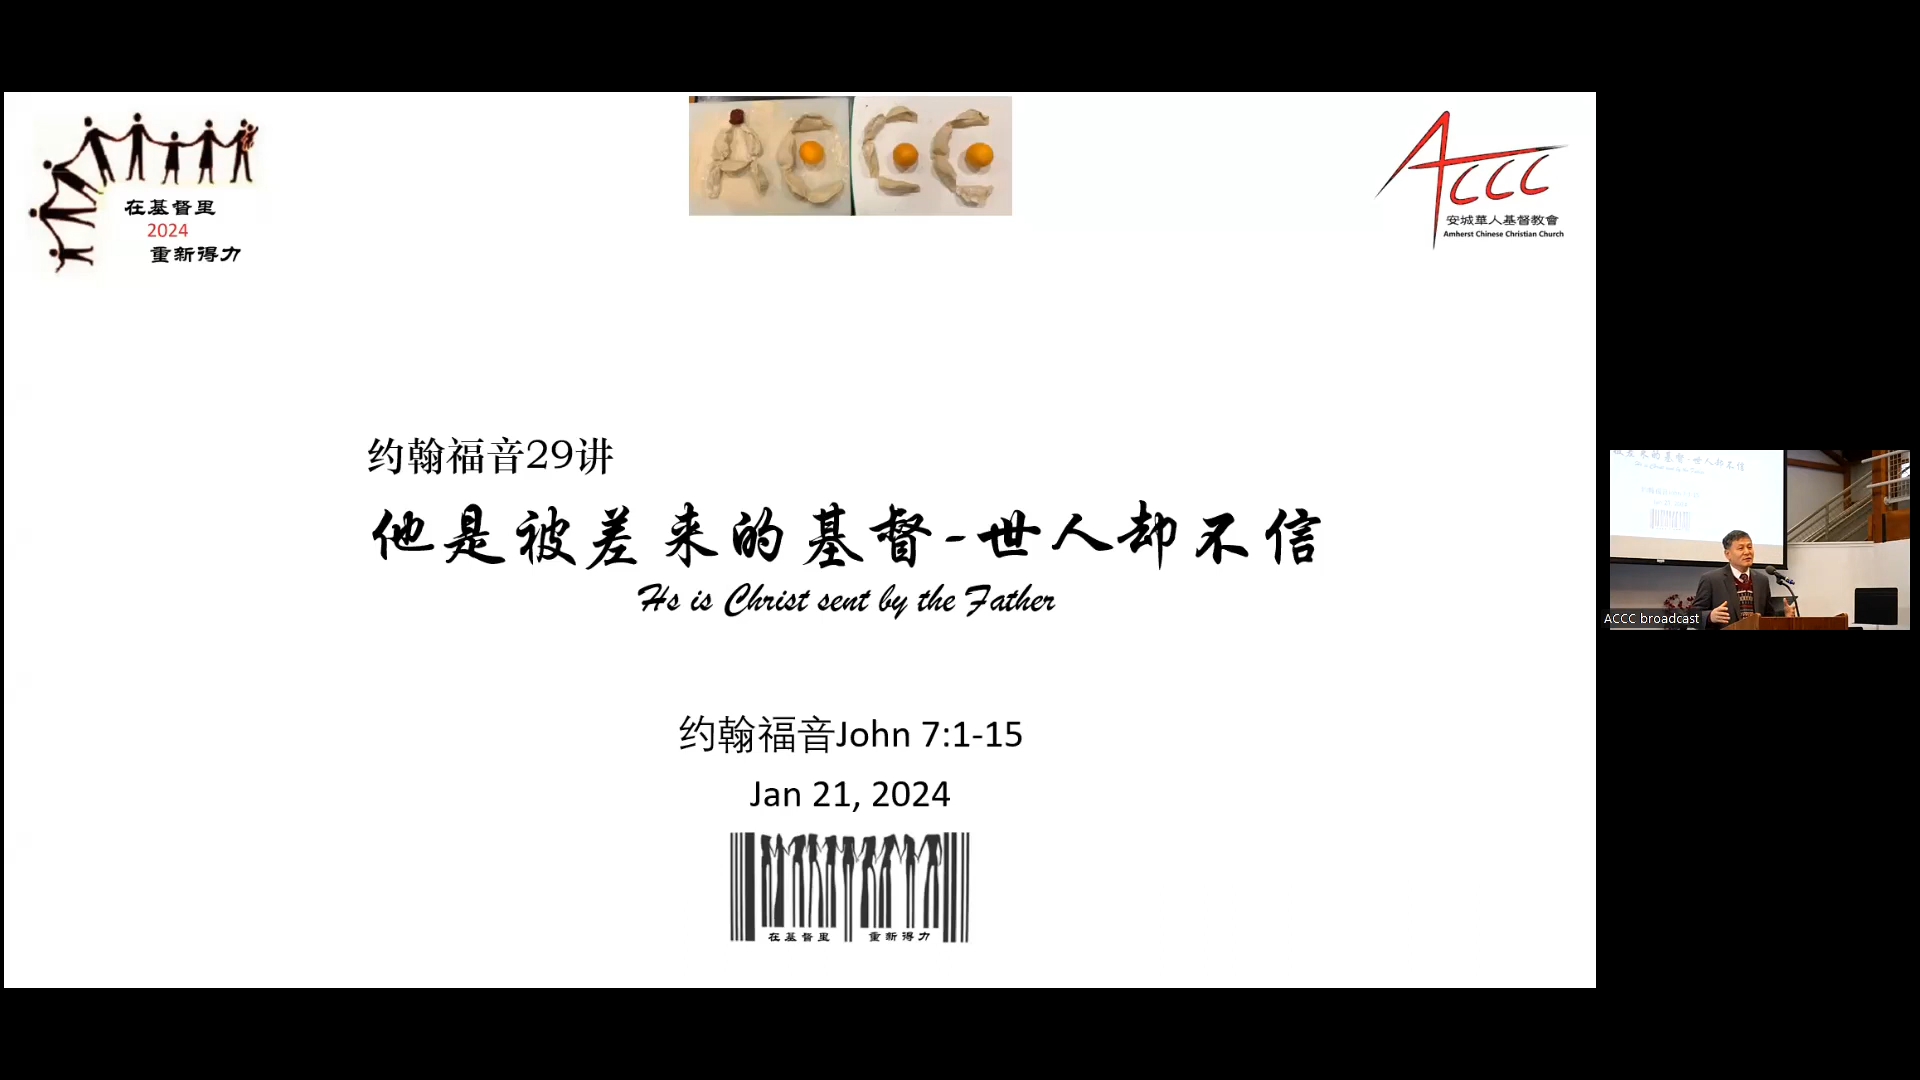 在基督里
2024
重新得力
ACCC
ACCC
安城華人基督教會
Amherst Chinese Christian Church
约翰福音29讲
他是被差来的基督-世人却不信
Hs is Christ sent by the Father
约翰福音John 7:1-15
Jan 21, 2024
在基督里 重新得力
ACCC broadcast